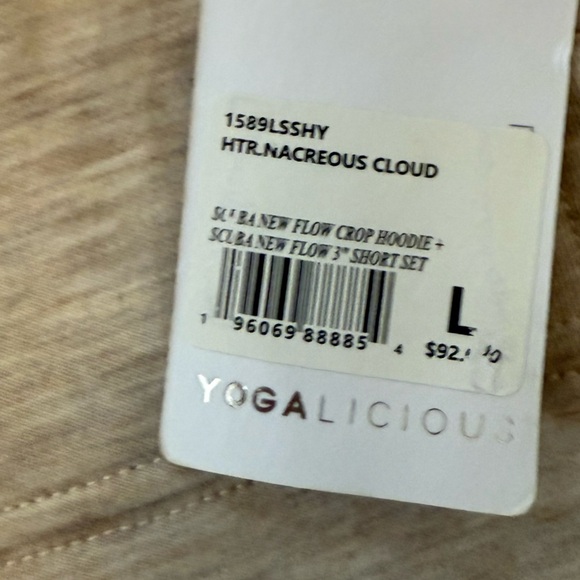 1589LSSHY
HTR.NACREOUS CLOUD
SCUBA NEW FLOW CROP HOODIE +
SCUBA NEW FLOW 3" SHORT SET
L
1 96069 88885 4
YOGALICIOUS